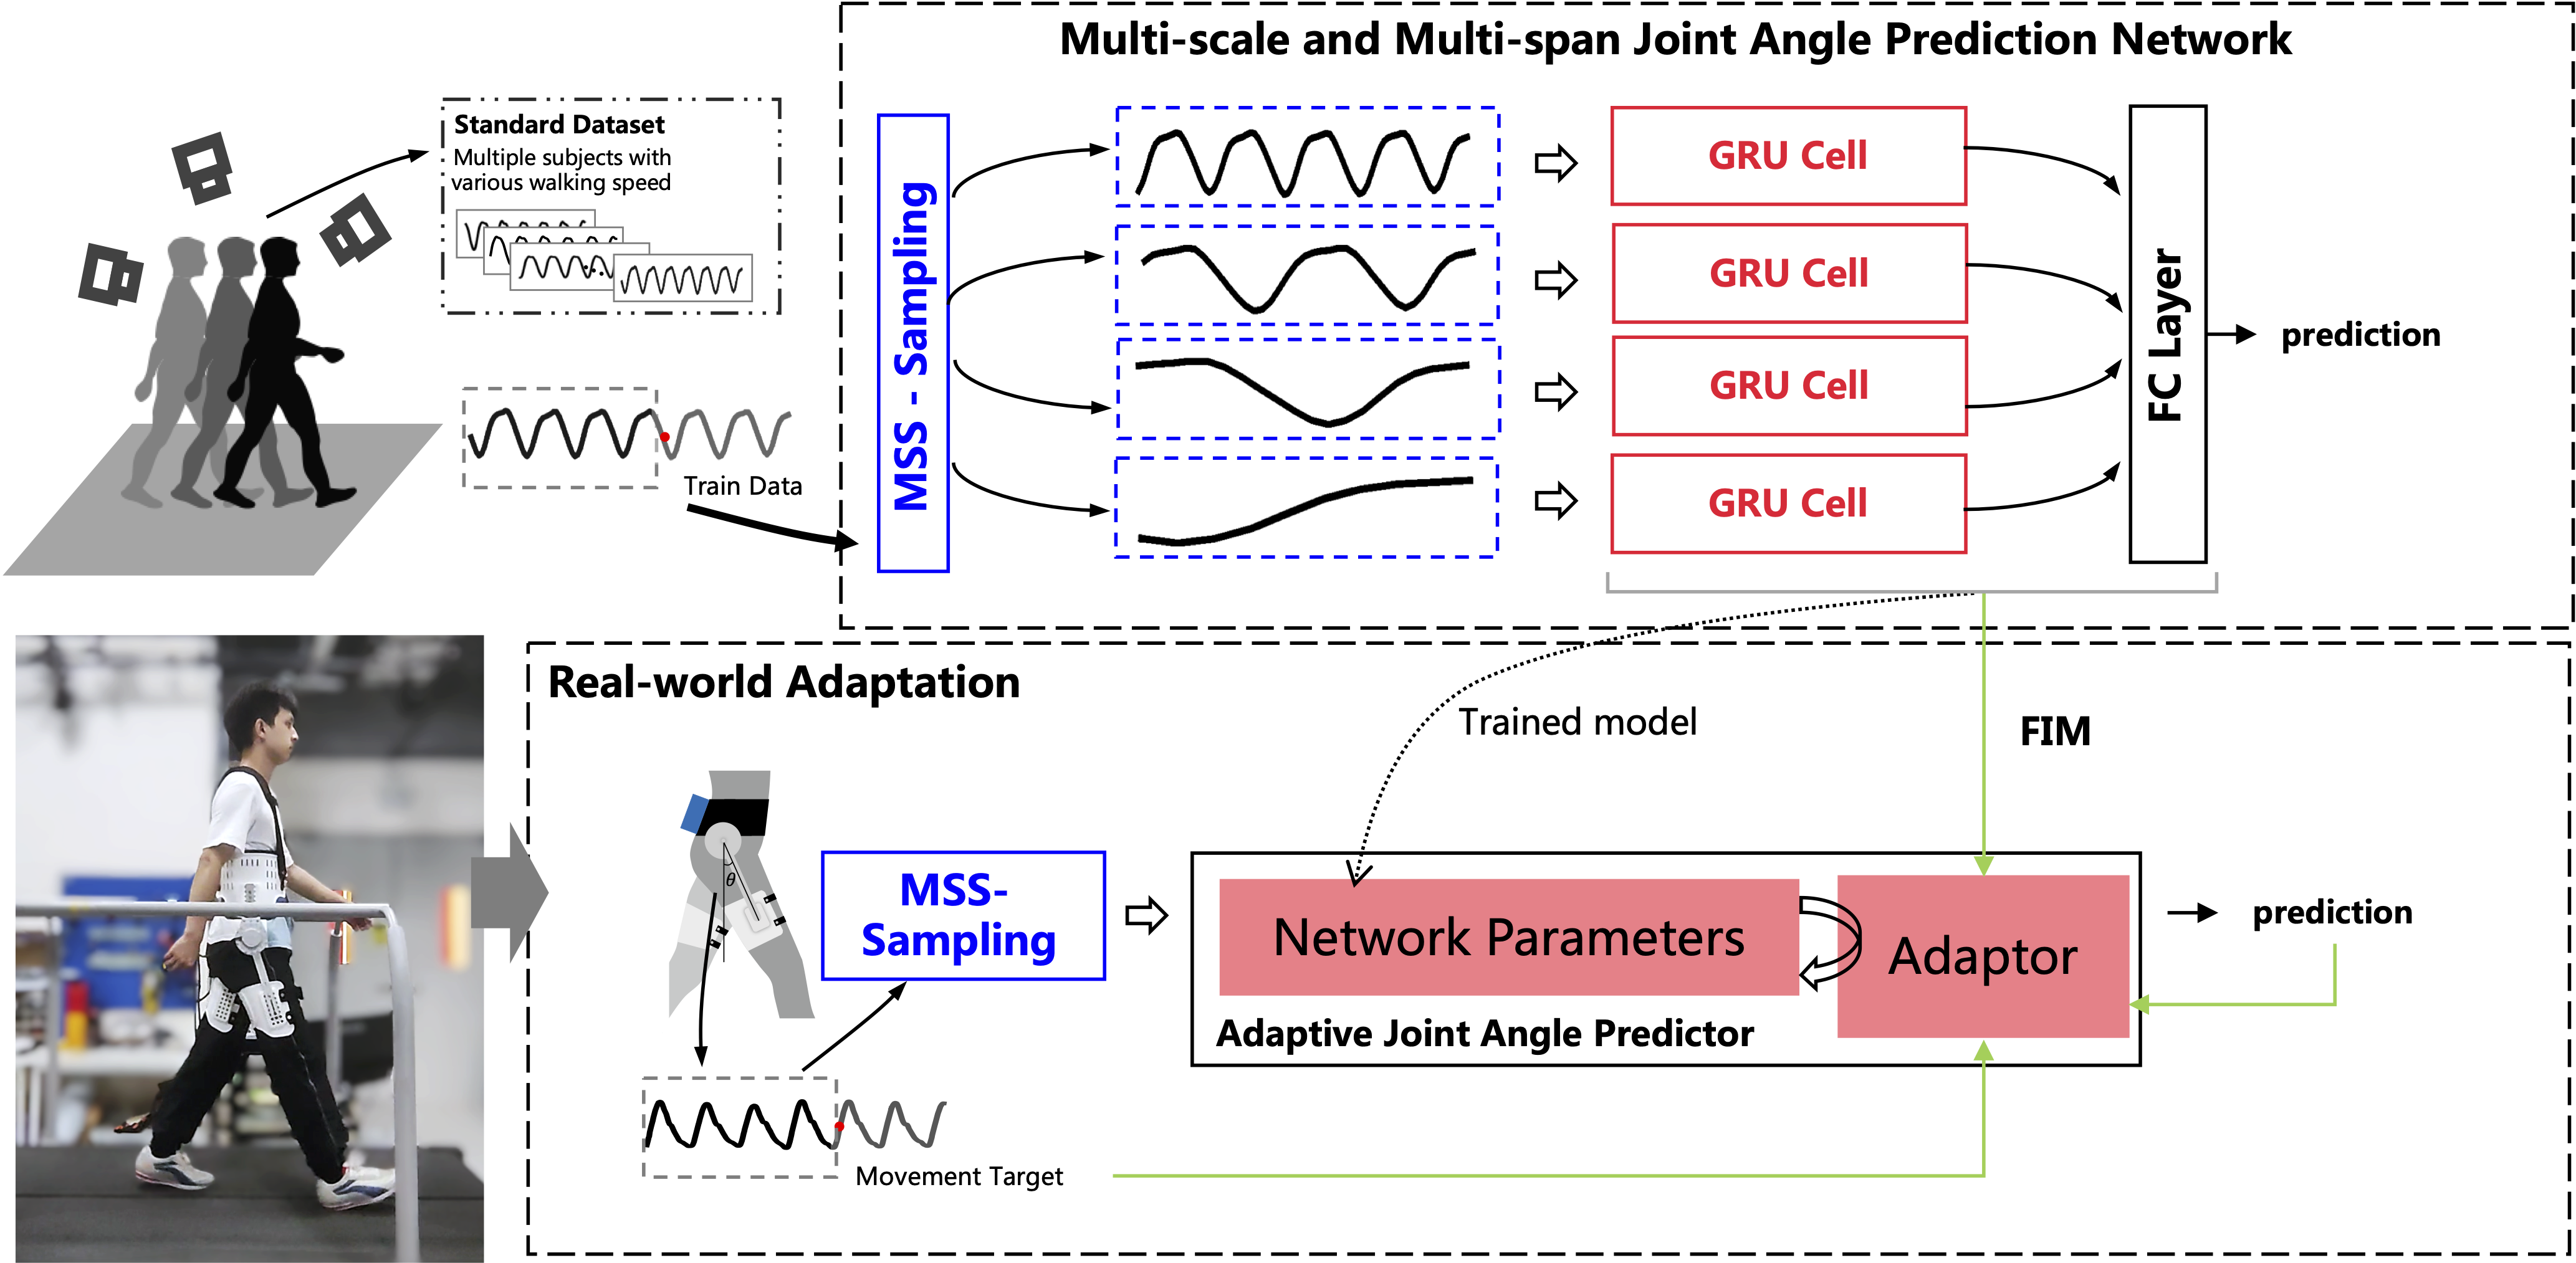 Multi-scale and Multi-span Joint Angle Prediction Network
Standard Dataset
Multiple subjects with
various walking speed
Train Data
MSS - Sampling
GRU Cell
GRU Cell
GRU Cell
GRU Cell
FC Layer
prediction
Real-world Adaptation
Trained model
FIM
θ
MSS-
Sampling
Network Parameters
Adaptor
Adaptive Joint Angle Predictor
prediction
Movement Target